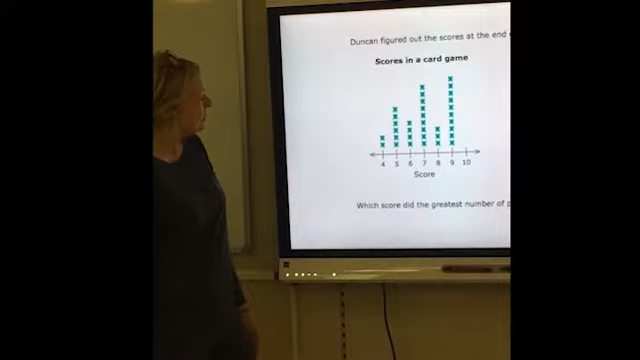 Duncan figured out the scores at the end
Scores in a card game
4 5 6 7 8 9 10
Score
Which score did the greatest number of